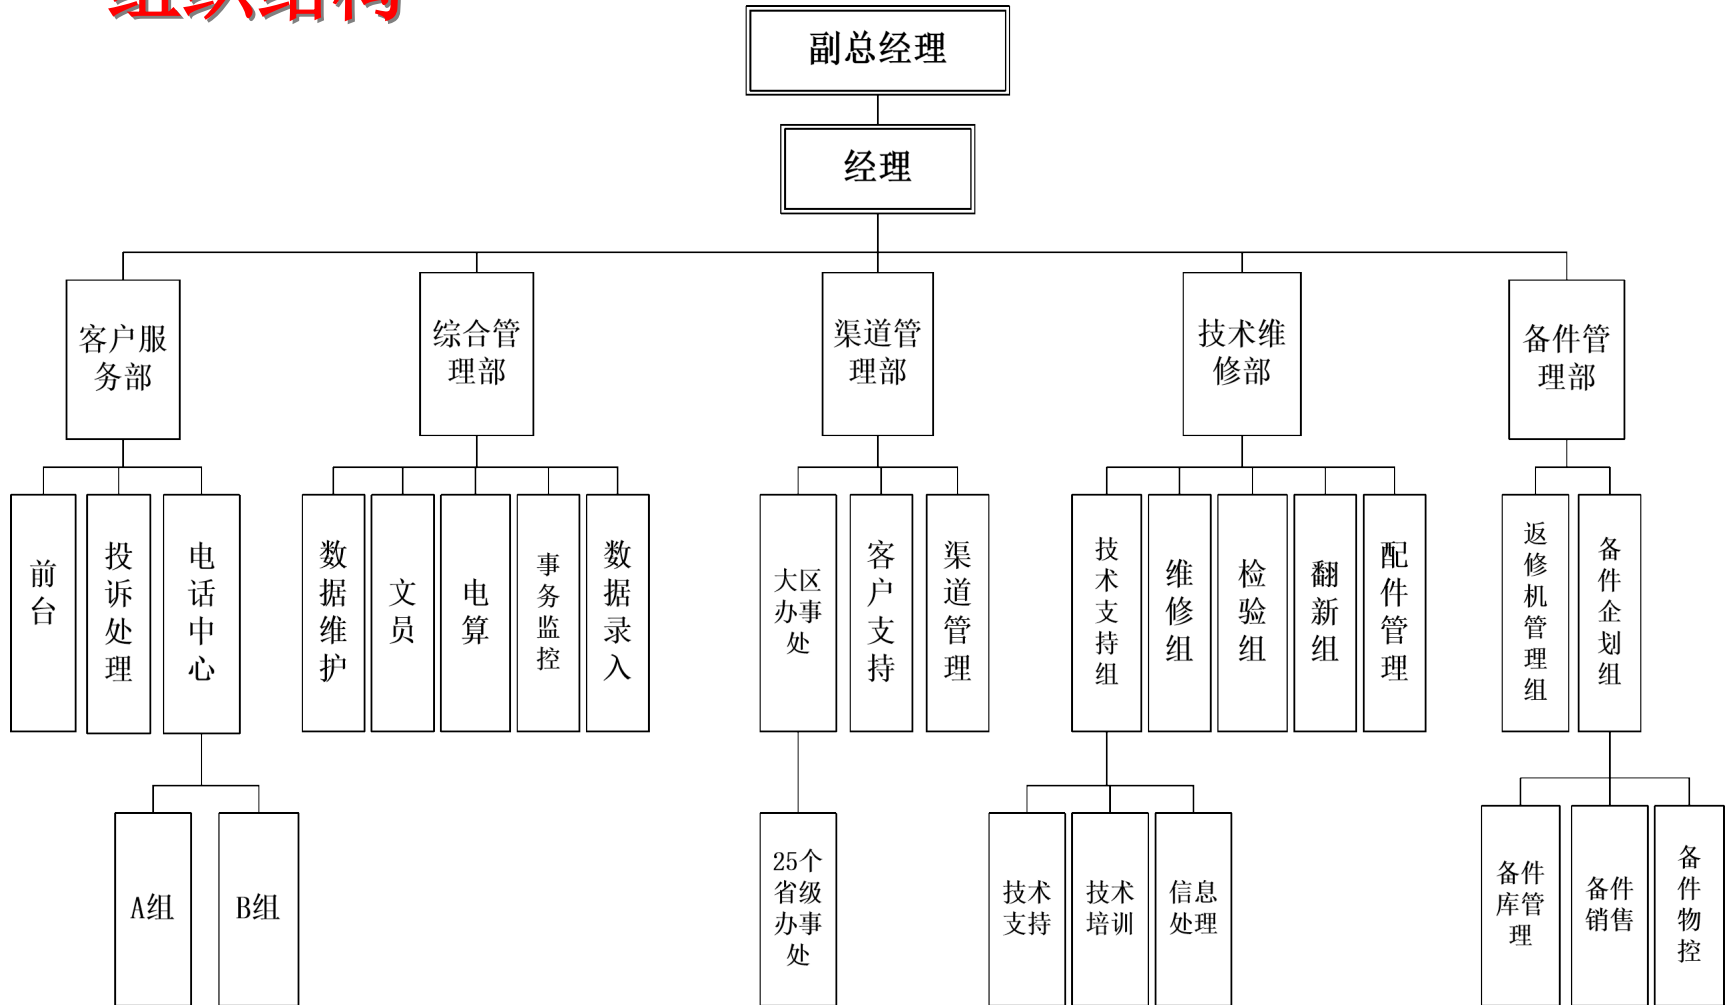 组织结构
副总经理
经理
客户服
务部
综合管
理部
渠道管
理部
技术维
修部
备件管
理部
前台
投诉处理
电话中心
数据维护
文员
电算
事务监控
数据录入
大区
办事
处
客户支持
渠道管理
技术支持组
维修组
检验组
翻新组
配件管理
返修机管理组
备件企划组
A组
B组
25个
省级
办事
处
技术
支持
技术
培训
信息
处理
备件
库管
理
备件
销售
备件物控